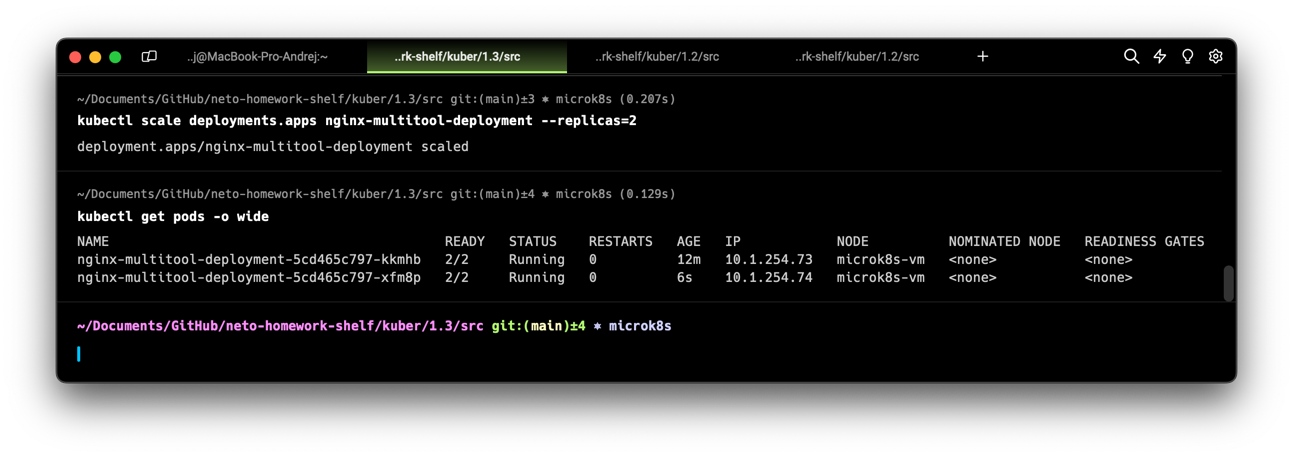 ..j@MacBook-Pro-Andrej:~ ..rk-shelf/kuber/1.3/src ..rk-shelf/kuber/1.2/src ..rk-shelf/kuber/1.2/src +
~/Documents/GitHub/neto-homework-shelf/kuber/1.3/src git:(main)±3 ⎈ microk8s (0.207s)
kubectl scale deployments.apps nginx-multitool-deployment --replicas=2
deployment.apps/nginx-multitool-deployment scaled
~/Documents/GitHub/neto-homework-shelf/kuber/1.3/src git:(main)±4 ⎈ microk8s (0.129s)
kubectl get pods -o wide
NAME READY STATUS RESTARTS AGE IP NODE NOMINATED NODE READINESS GATES
nginx-multitool-deployment-5cd465c797-kkmhb 2/2 Running 0 12m 10.1.254.73 microk8s-vm <none> <none>
nginx-multitool-deployment-5cd465c797-xfm8p 2/2 Running 0 6s 10.1.254.74 microk8s-vm <none> <none>
~/Documents/GitHub/neto-homework-shelf/kuber/1.3/src git:(main)±4 ⎈ microk8s